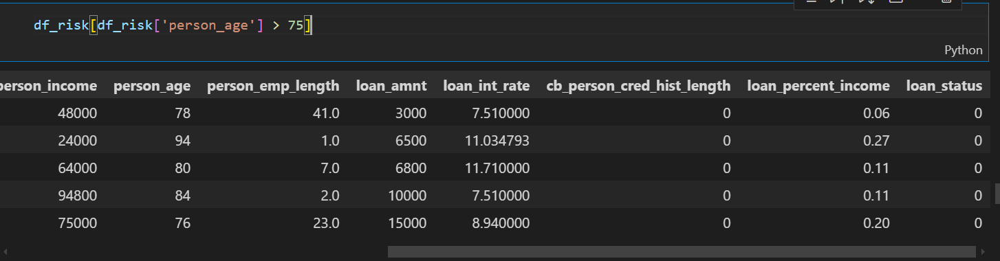 df_risk[df_risk['person_age'] > 75]
Python
person_income person_age person_emp_length loan_amnt loan_int_rate cb_person_cred_hist_length loan_percent_income loan_status
48000 78 41.0 3000 7.510000 0 0.06 0
24000 94 1.0 6500 11.034793 0 0.27 0
64000 80 7.0 6800 11.710000 0 0.11 0
94800 84 2.0 10000 7.510000 0 0.11 0
75000 76 23.0 15000 8.940000 0 0.20 0